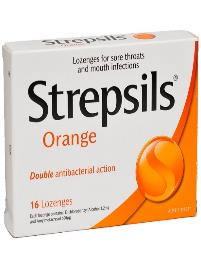 Lozenges for sore throats
and mouth infections
Strepsils®
Orange
Double antibacterial action
16 Lozenges